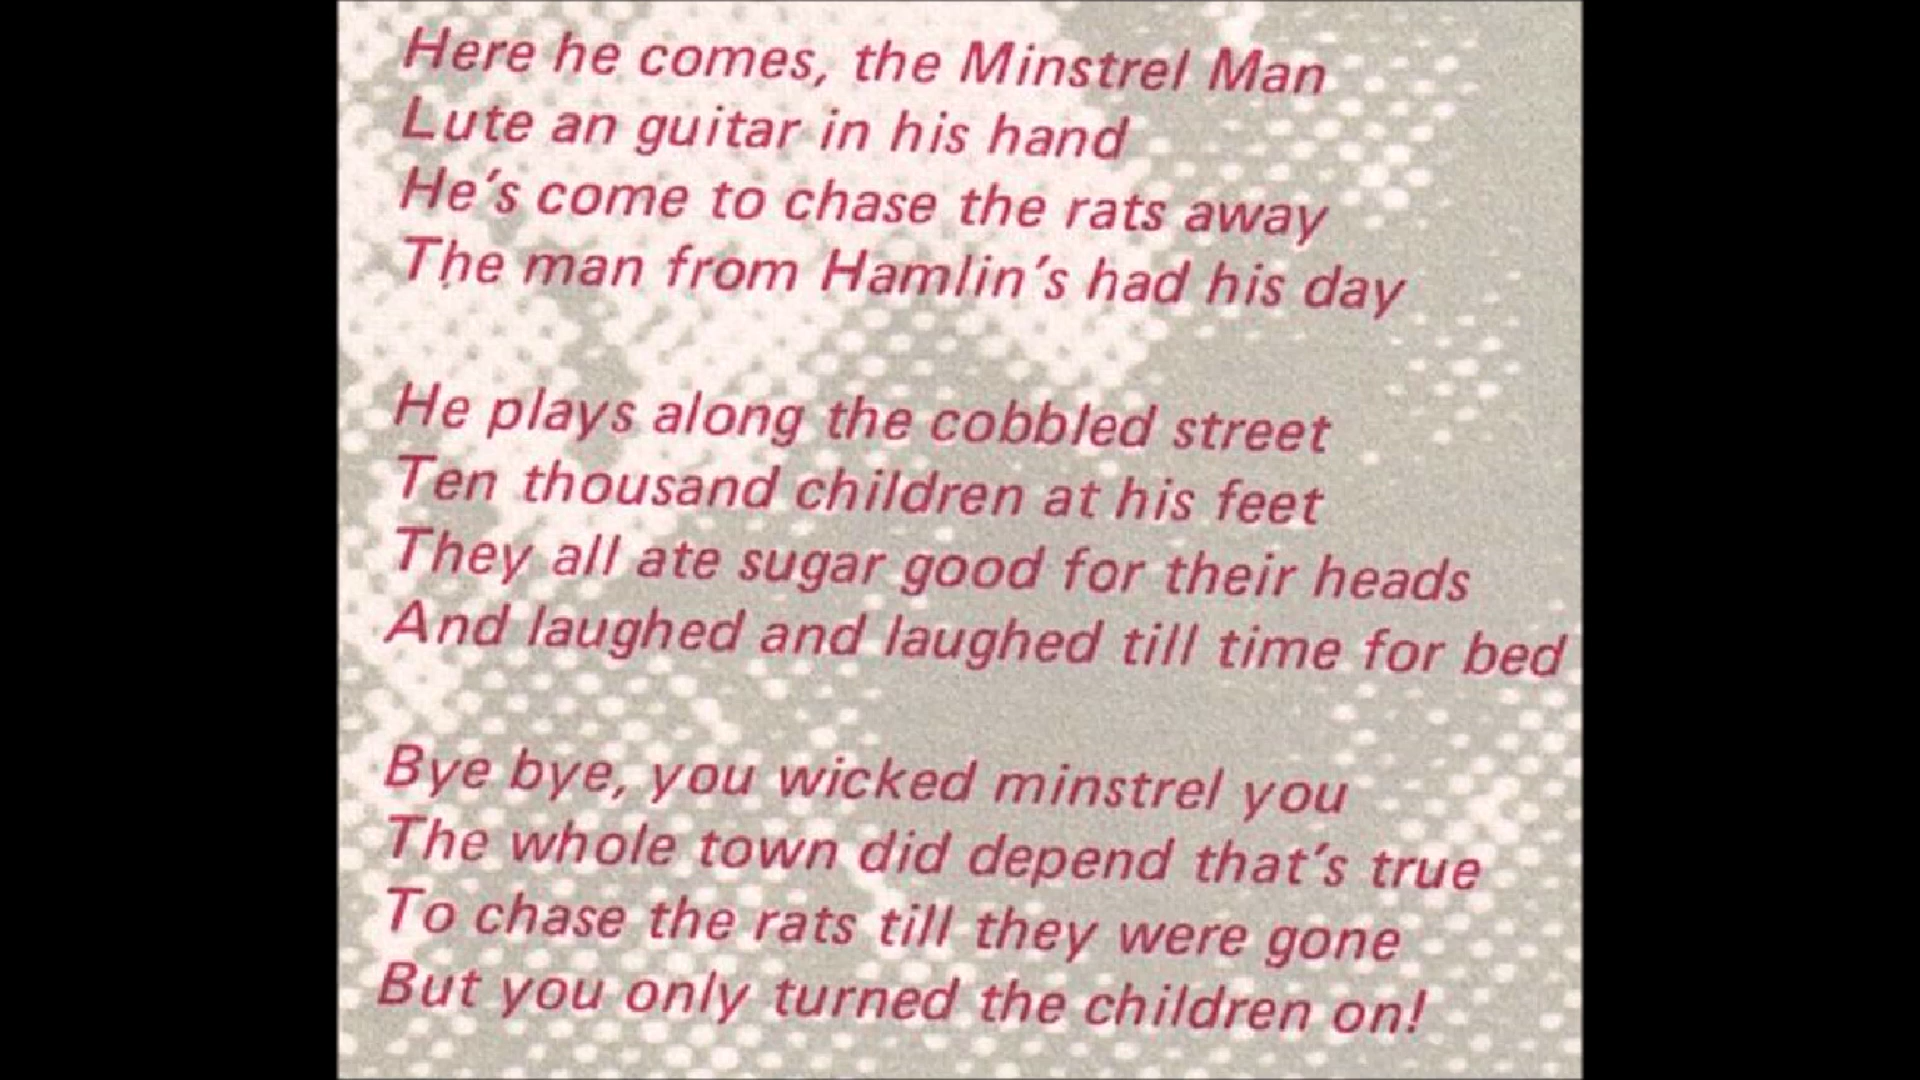 Here he comes, the Minstrel Man
Lute an guitar in his hand
He's come to chase the rats away
The man from Hamlin's had his day
He plays along the cobbled street
Ten thousand children at his feet
They all ate sugar good for their heads
And laughed and laughed till time for bed
Bye bye, you wicked minstrel you
The whole town did depend that's true
To chase the rats till they were gone
But you only turned the children on!